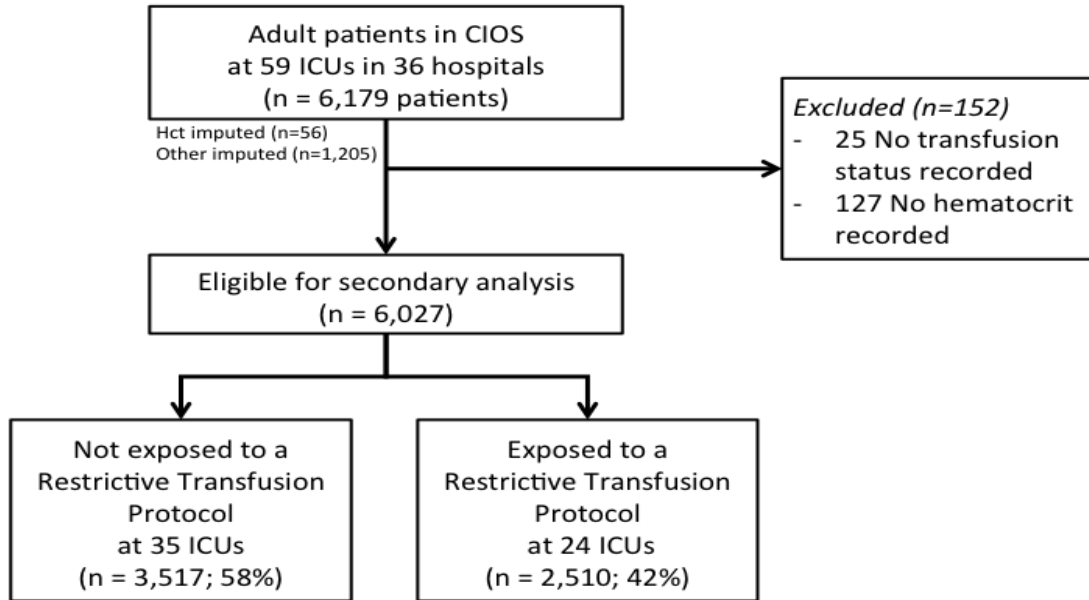 Adult patients in CIOS
at 59 ICUs in 36 hospitals
(n = 6,179 patients)
Hct imputed (n=56)
Other imputed (n=1,205)
Excluded (n=152)
- 25 No transfusion
status recorded
- 127 No hematocrit
recorded
Eligible for secondary analysis
(n = 6,027)
Not exposed to a
Restrictive Transfusion
Protocol
at 35 ICUs
(n = 3,517; 58%)
Exposed to a
Restrictive Transfusion
Protocol
at 24 ICUs
(n = 2,510; 42%)